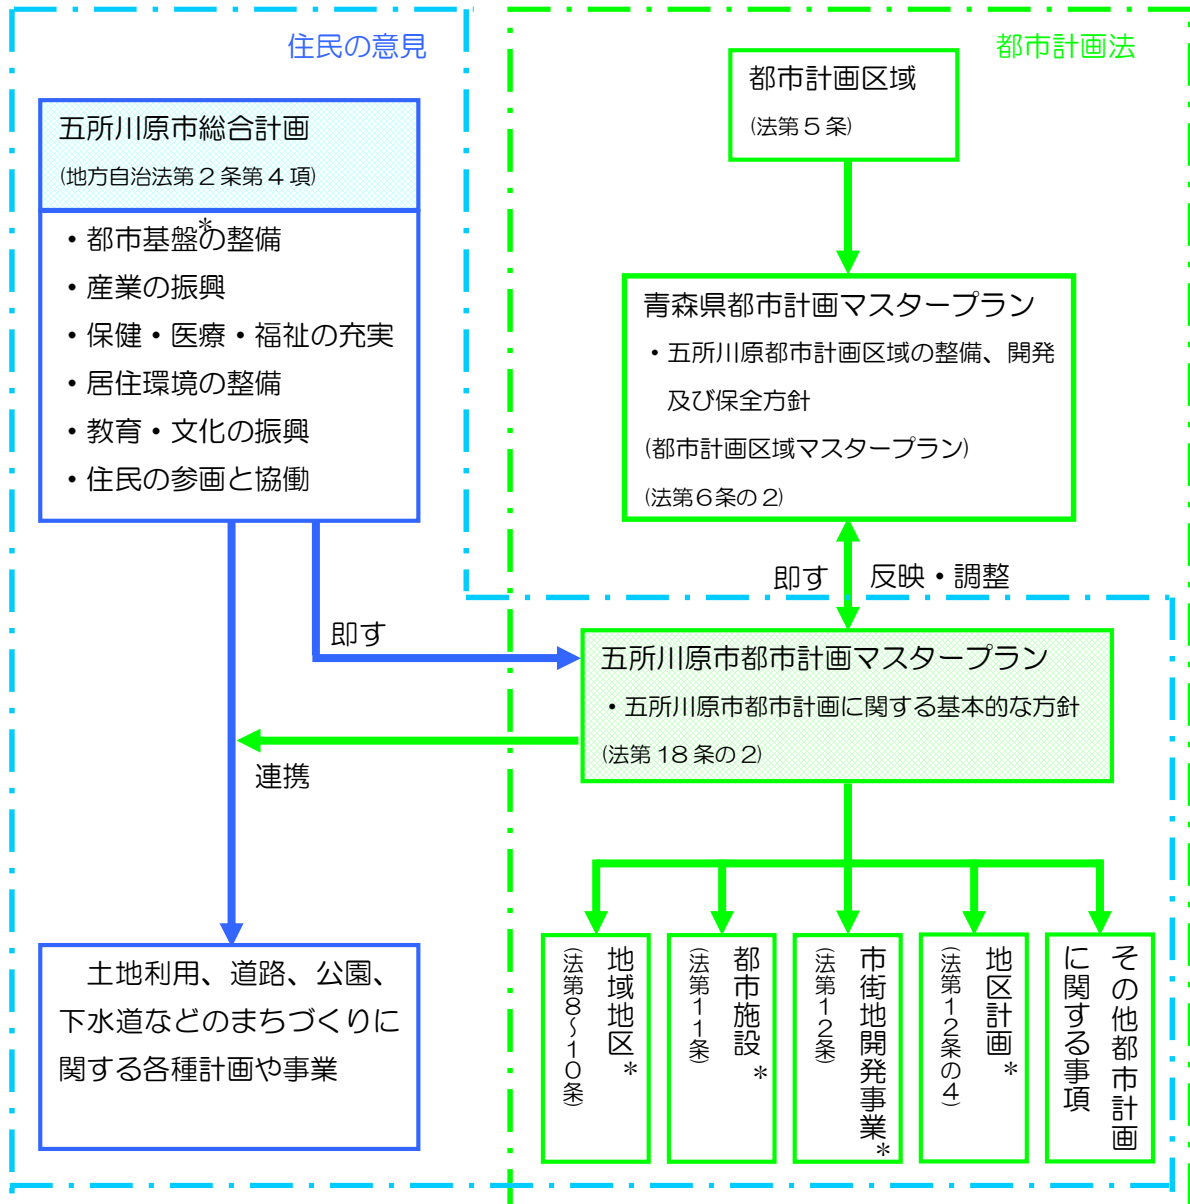 住民の意見
都市計画法
五所川原市総合計画
(地方自治法第2条第4項)
・都市基盤*の整備
・産業の振興
・保健・医療・福祉の充実
・居住環境の整備
・教育・文化の振興
・住民の参画と協働
都市計画区域
(法第5条)
青森県都市計画マスタープラン
・五所川原都市計画区域の整備、開発
及び保全方針
(都市計画区域マスタープラン)
(法第6条の2)
即す
反映・調整
即す
五所川原市都市計画マスタープラン
・五所川原市都市計画に関する基本的な方針
(法第18条の2)
連携
土地利用、道路、公園、
下水道などのまちづくりに
関する各種計画や事業
地域地区*
(法第8~10条)
都市施設*
(法第11条)
市街地開発事業*
(法第12条)
地区計画*
(法第12条の4)
その他都市計画
に関する事項